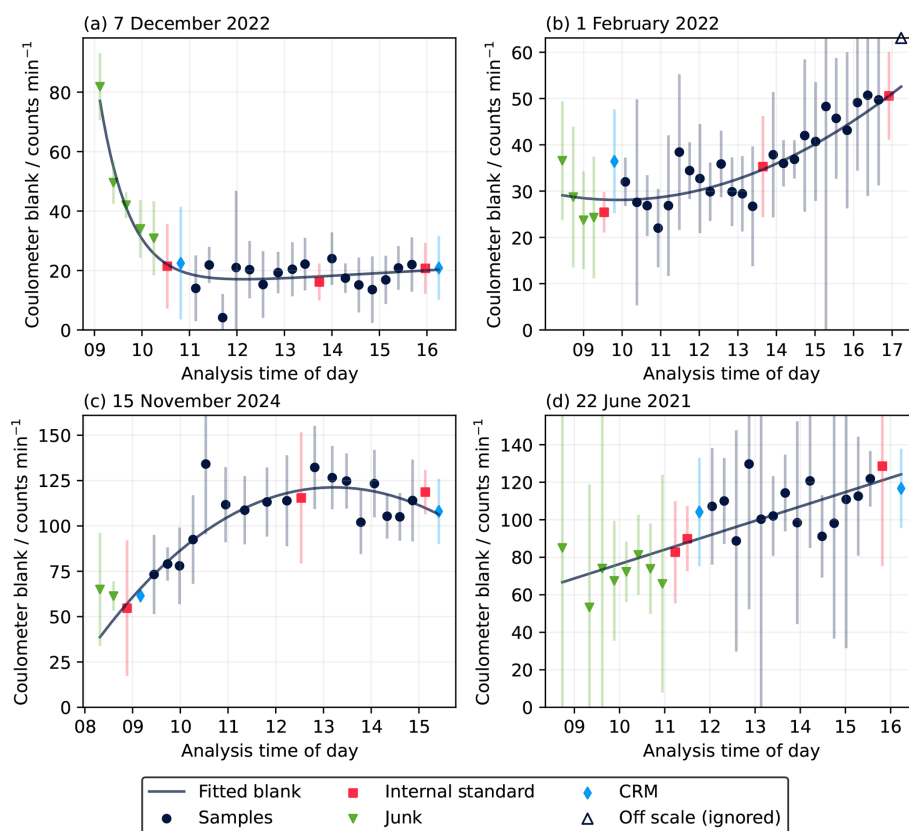 (a) 7 December 2022
Coulometer blank / counts min⁻¹
80
60
40
20
0
09 10 11 12 13 14 15 16
Analysis time of day
(b) 1 February 2022
Coulometer blank / counts min⁻¹
60
50
40
30
20
10
0
09 10 11 12 13 14 15 16 17
Analysis time of day
(c) 15 November 2024
Coulometer blank / counts min⁻¹
150
125
100
75
50
25
0
08 09 10 11 12 13 14 15
Analysis time of day
(d) 22 June 2021
Coulometer blank / counts min⁻¹
140
120
100
80
60
40
20
0
09 10 11 12 13 14 15 16
Analysis time of day
Fitted blank Internal standard CRM
Samples Junk Off scale (ignored)